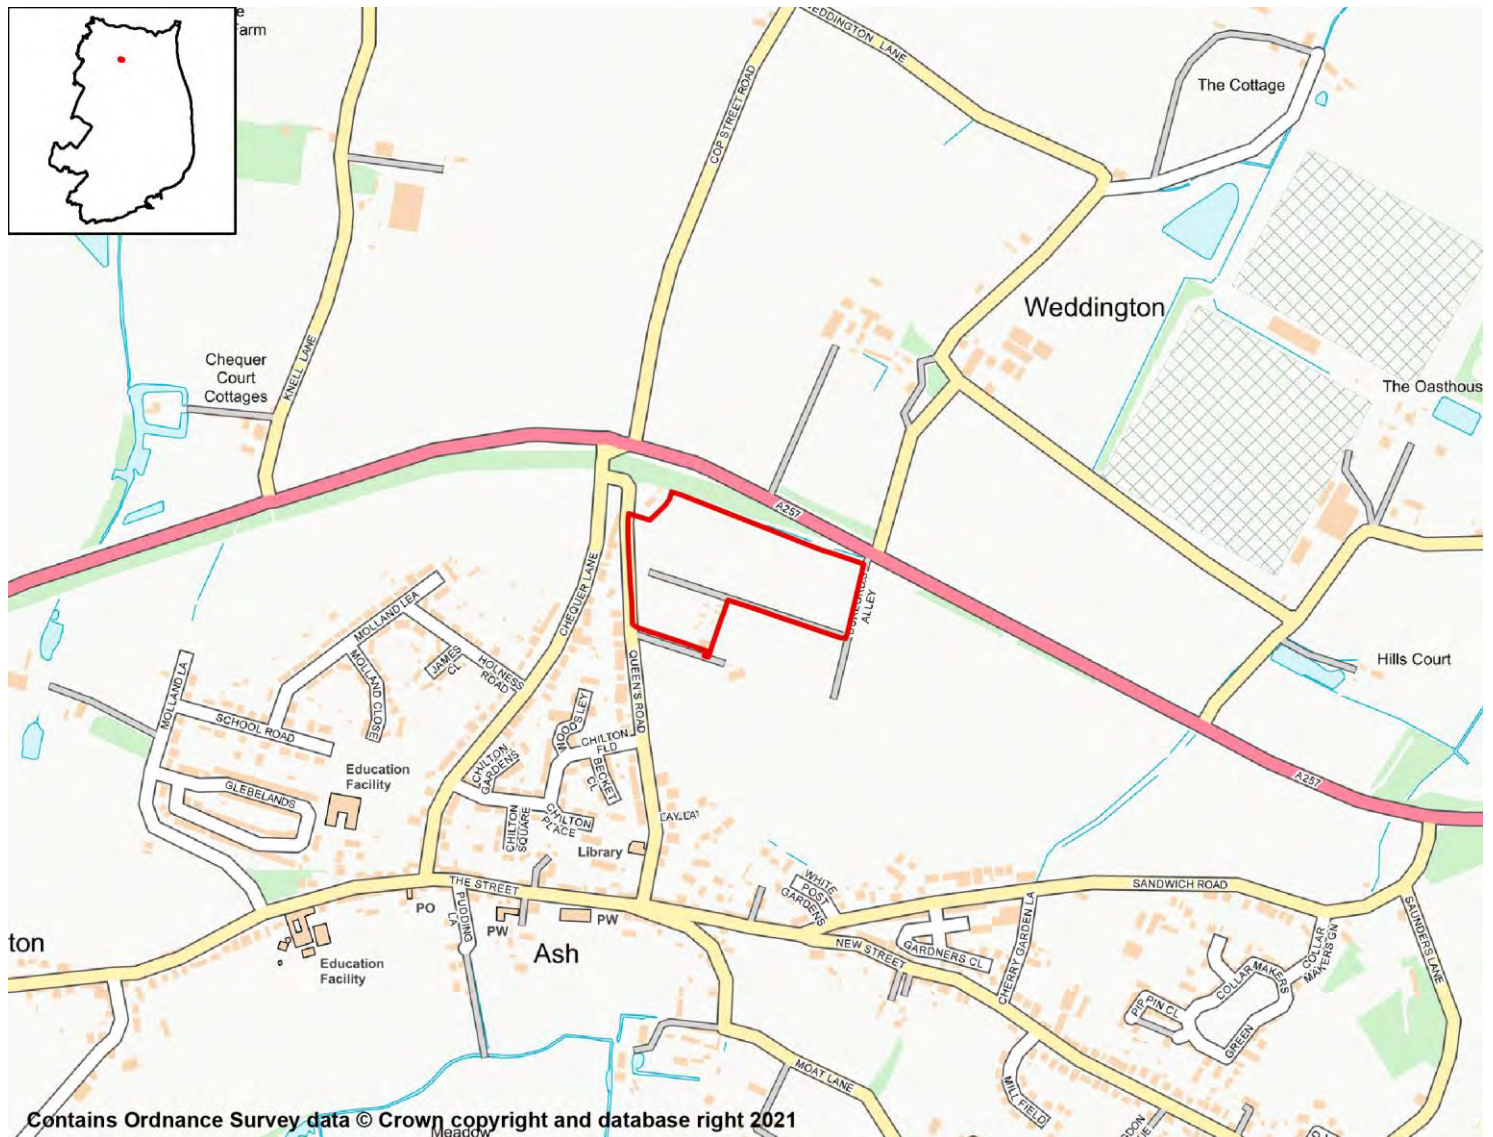 e
Farm
WEDDINGTON LANE
The Cottage
COP STREET ROAD
Weddington
KNELL LANE
Chequer
Court
Cottages
The Oasthous
A257
CHEQUER LANE
ALLEY
MOLLAND LEA
JAMES
CL
HOLNESS
ROAD
MOLLAND LA
MOLLAND CLOSE
SCHOOL ROAD
QUEEN'S ROAD
Hills Court
WOODSLEY
CHILTON
FLD
BECKET
CL
CHILTON
GARDENS
Education
Facility
GLEBELANDS
CHILTON
SQUARE
CHILTON
PLACE
A257
Library
THE STREET
PUDDING
LA
PO
PW
PW
WHITE
POST
GARDENS
SANDWICH ROAD
NEW STREET
GARDNERS CL
CHERRY GARDEN LA
COLLAR
MAKERS GN
SAUNDERS LANE
ton
Ash
Education
Facility
COLLAR MAKERS
GREEN
PIPPIN CL
MOAT LANE
MILL FIELD
Contains Ordnance Survey data © Crown copyright and database right 2021
Meadow